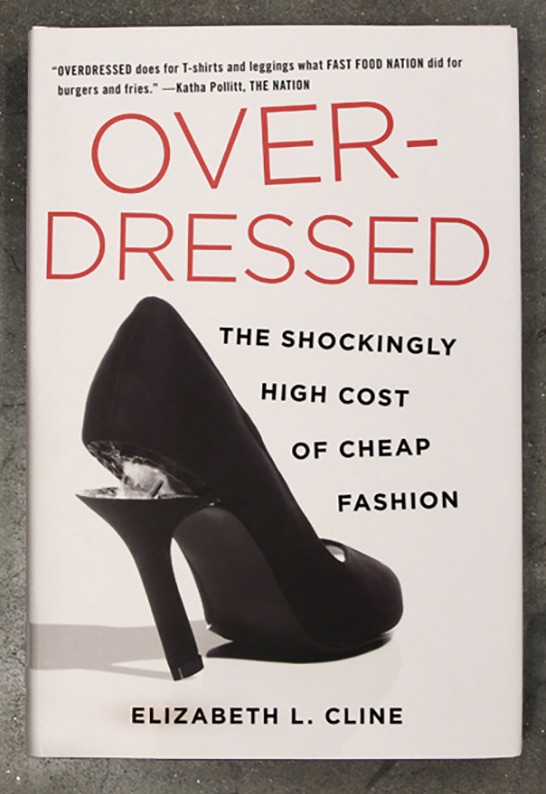 “OVERDRESSED does for T-shirts and leggings what FAST FOOD NATION did for
burgers and fries.” —Katha Pollitt, THE NATION
OVER-
DRESSED
THE SHOCKINGLY
HIGH COST
OF CHEAP
FASHION
ELIZABETH L. CLINE